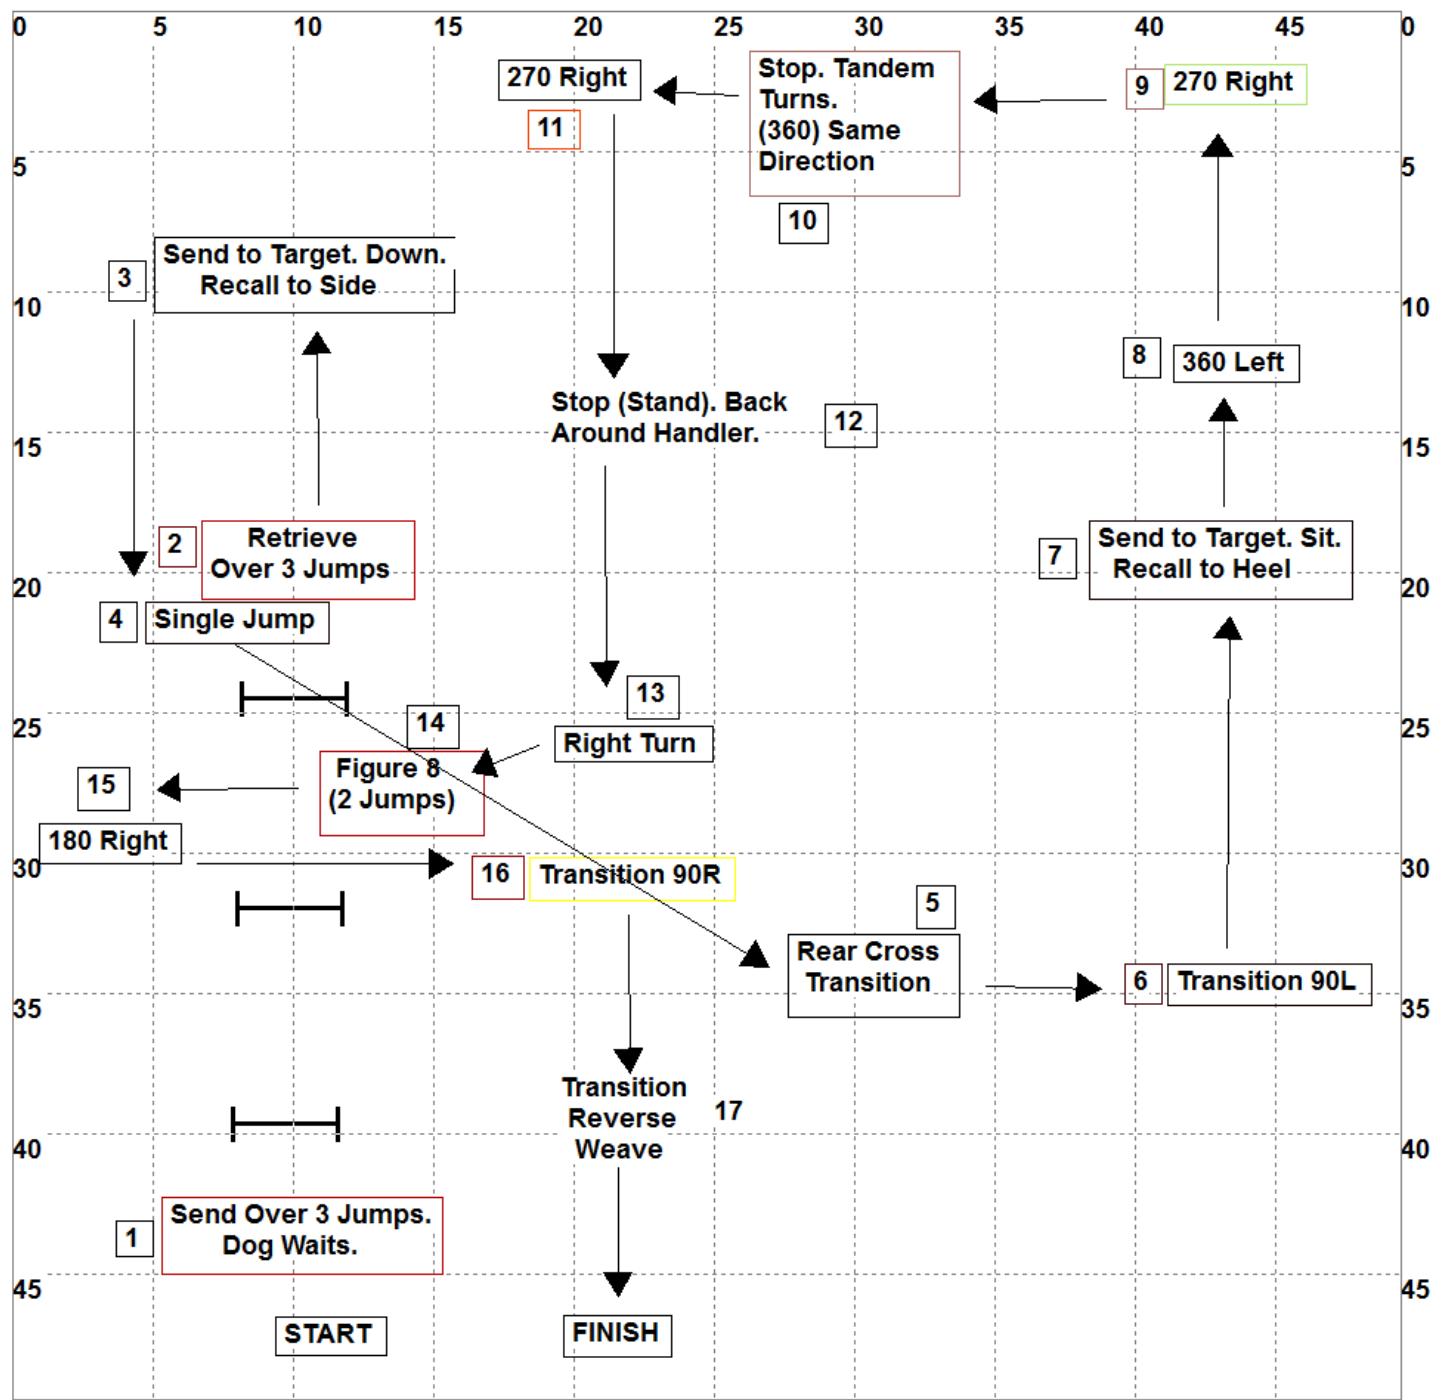 0 5 10 15 20 25 30 35 40 45 0
270 Right
Stop. Tandem
Turns.
(360) Same
Direction
9
270 Right
11
5
5
10
3
Send to Target. Down.
Recall to Side
10
10
8
360 Left
Stop (Stand). Back
Around Handler.
12
15
15
2
Retrieve
Over 3 Jumps
7
Send to Target. Sit.
Recall to Heel
20
20
4
Single Jump
13
14
25
25
Right Turn
Figure 8
(2 Jumps)
15
180 Right
30
30
16
Transition 90R
5
Rear Cross
Transition
6
Transition 90L
35
35
Transition
Reverse
Weave
17
40
40
1
Send Over 3 Jumps.
Dog Waits.
45
45
START
FINISH